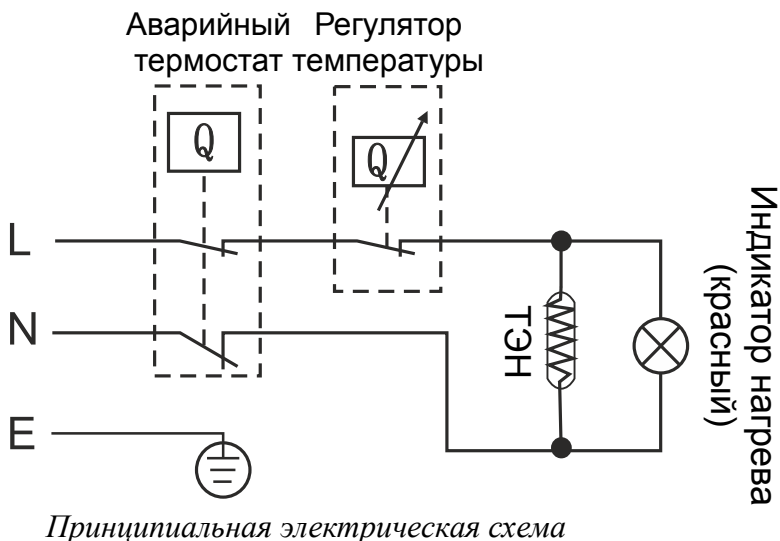 Аварийный Регулятор
термостат температуры
Q
Q
L
N
E
ТЭН
Индикатор нагрева
(красный)
Принципиальная электрическая схема